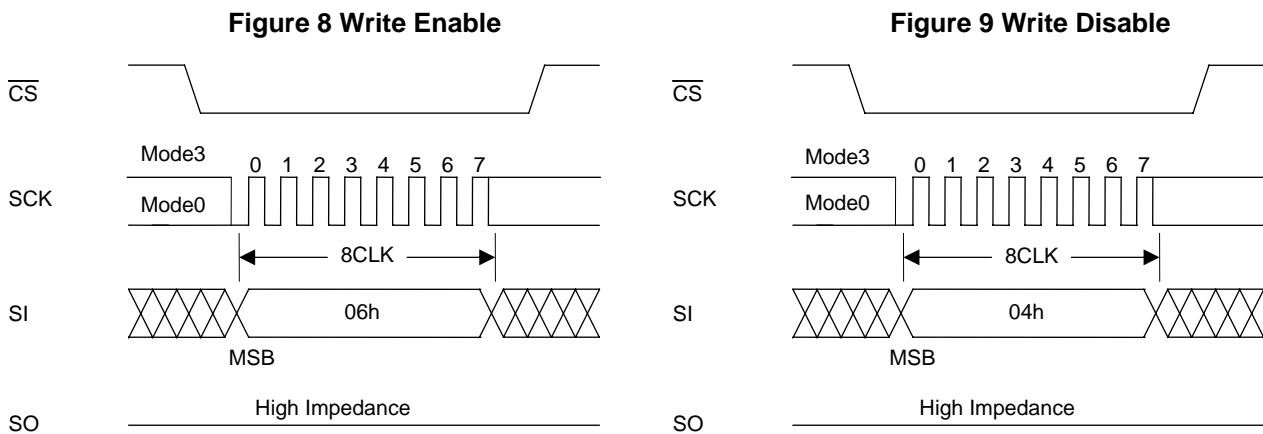 Figure 8 Write Enable
CS
Mode3
0 1 2 3 4 5 6 7
SCK
Mode0
8CLK
SI
06h
MSB
High Impedance
SO
Figure 9 Write Disable
CS
Mode3
0 1 2 3 4 5 6 7
SCK
Mode0
8CLK
SI
04h
MSB
High Impedance
SO